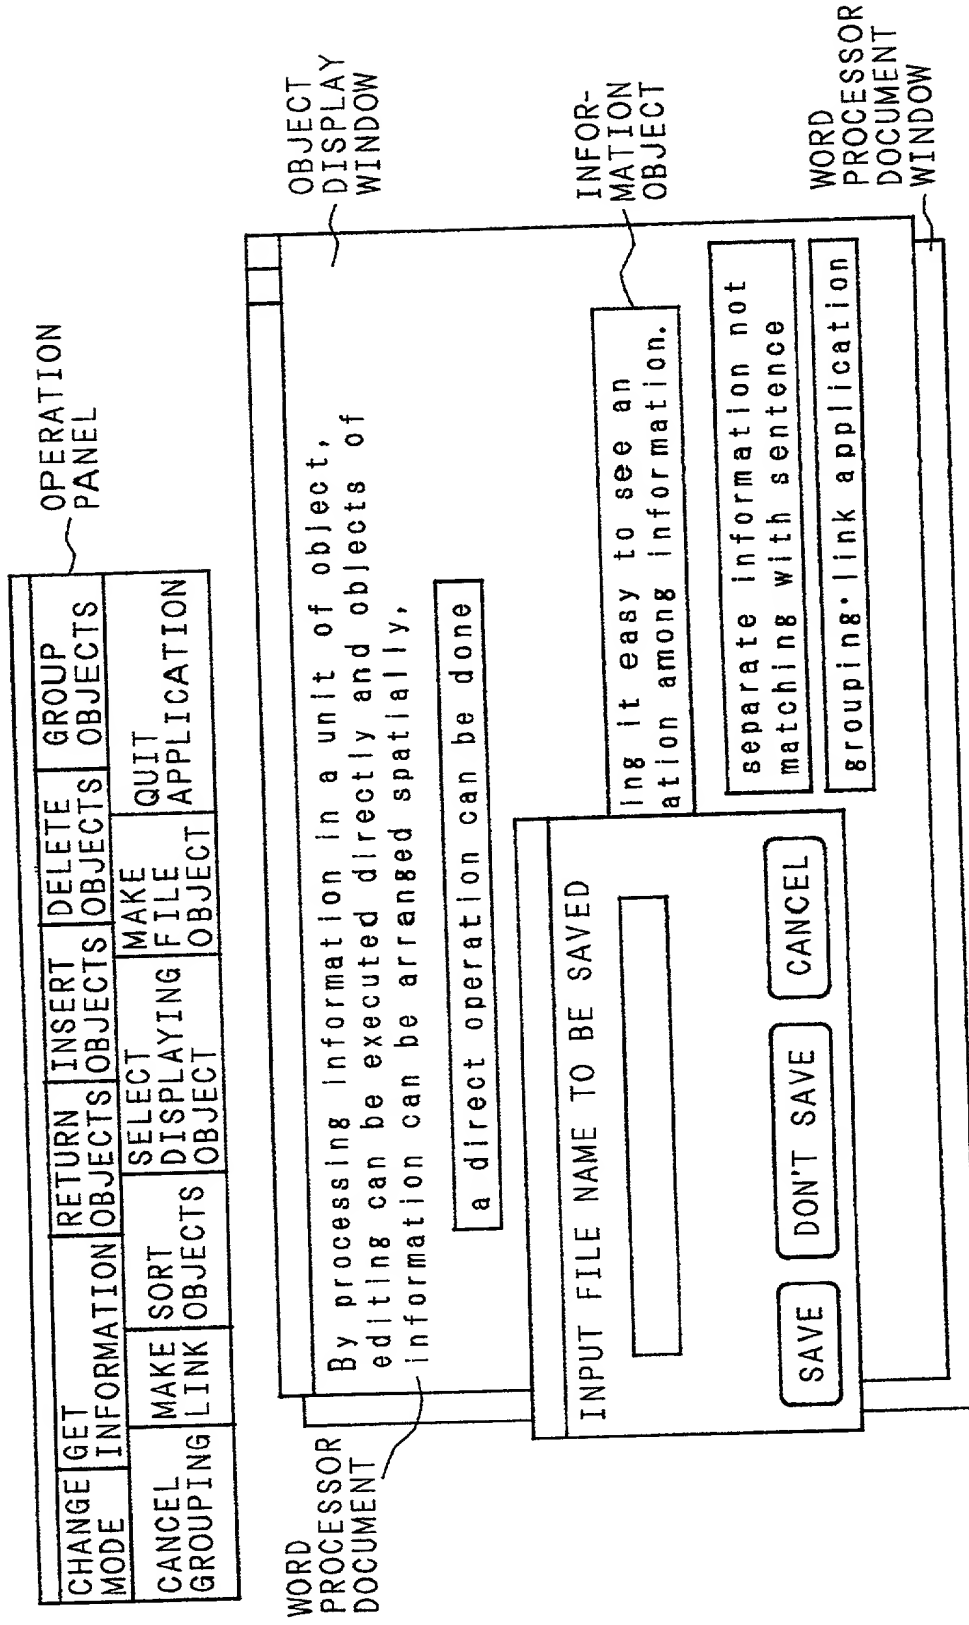 OPERATION
PANEL
CHANGE
MODE
GET
INFORMATION
RETURN
OBJECTS
INSERT
OBJECTS
DELETE
OBJECTS
GROUP
OBJECTS
CANCEL
GROUPING
MAKE
LINK
SORT
OBJECTS
SELECT
DISPLAYING
OBJECT
MAKE
FILE
OBJECT
QUIT
APPLICATION
OBJECT
DISPLAY
WINDOW
By processing information in a unit of object,
editing can be executed directly and objects of
information can be arranged spatially,
a direct operation can be done
WORD
PROCESSOR
DOCUMENT
INPUT FILE NAME TO BE SAVED
SAVE
DON'T SAVE
CANCEL
ing it easy to see an
ation among information.
INFOR-
MATION
OBJECT
separate information not
matching with sentence
grouping·link application
WORD
PROCESSOR
DOCUMENT
WINDOW